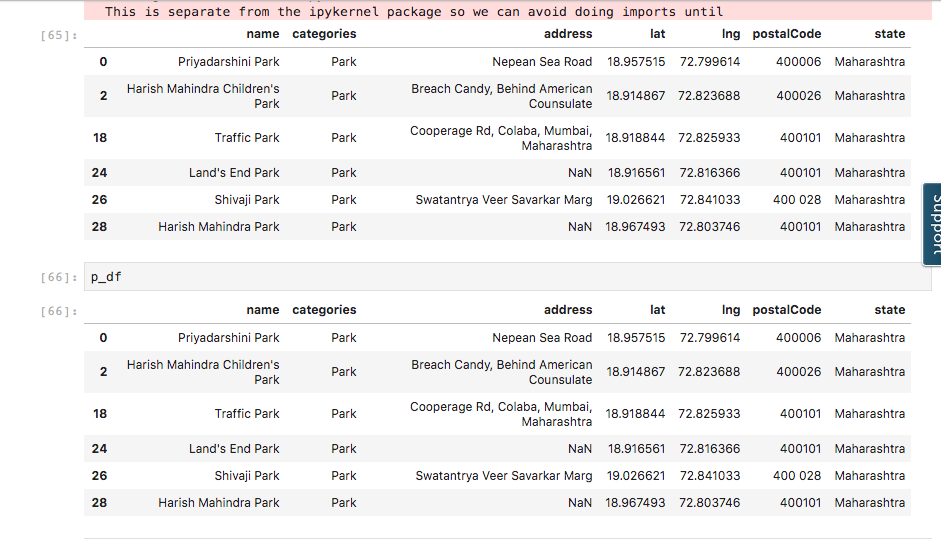 This is separate from the ipykernel package so we can avoid doing imports until
[65]:
name categories address lat lng postalCode state
0 Priyadarshini Park Park Nepean Sea Road 18.957515 72.799614 400006 Maharashtra
2 Harish Mahindra Children's Park Park Breach Candy, Behind American Counsulate 18.914867 72.823688 400026 Maharashtra
18 Traffic Park Park Cooperage Rd, Colaba, Mumbai, Maharashtra 18.918844 72.825933 400101 Maharashtra
24 Land's End Park Park NaN 18.916561 72.816366 400101 Maharashtra
26 Shivaji Park Park Swatantrya Veer Savarkar Marg 19.026621 72.841033 400 028 Maharashtra
28 Harish Mahindra Park Park NaN 18.967493 72.803746 400101 Maharashtra
Support
[66]: p_df
[66]:
name categories address lat lng postalCode state
0 Priyadarshini Park Park Nepean Sea Road 18.957515 72.799614 400006 Maharashtra
2 Harish Mahindra Children's Park Park Breach Candy, Behind American Counsulate 18.914867 72.823688 400026 Maharashtra
18 Traffic Park Park Cooperage Rd, Colaba, Mumbai, Maharashtra 18.918844 72.825933 400101 Maharashtra
24 Land's End Park Park NaN 18.916561 72.816366 400101 Maharashtra
26 Shivaji Park Park Swatantrya Veer Savarkar Marg 19.026621 72.841033 400 028 Maharashtra
28 Harish Mahindra Park Park NaN 18.967493 72.803746 400101 Maharashtra